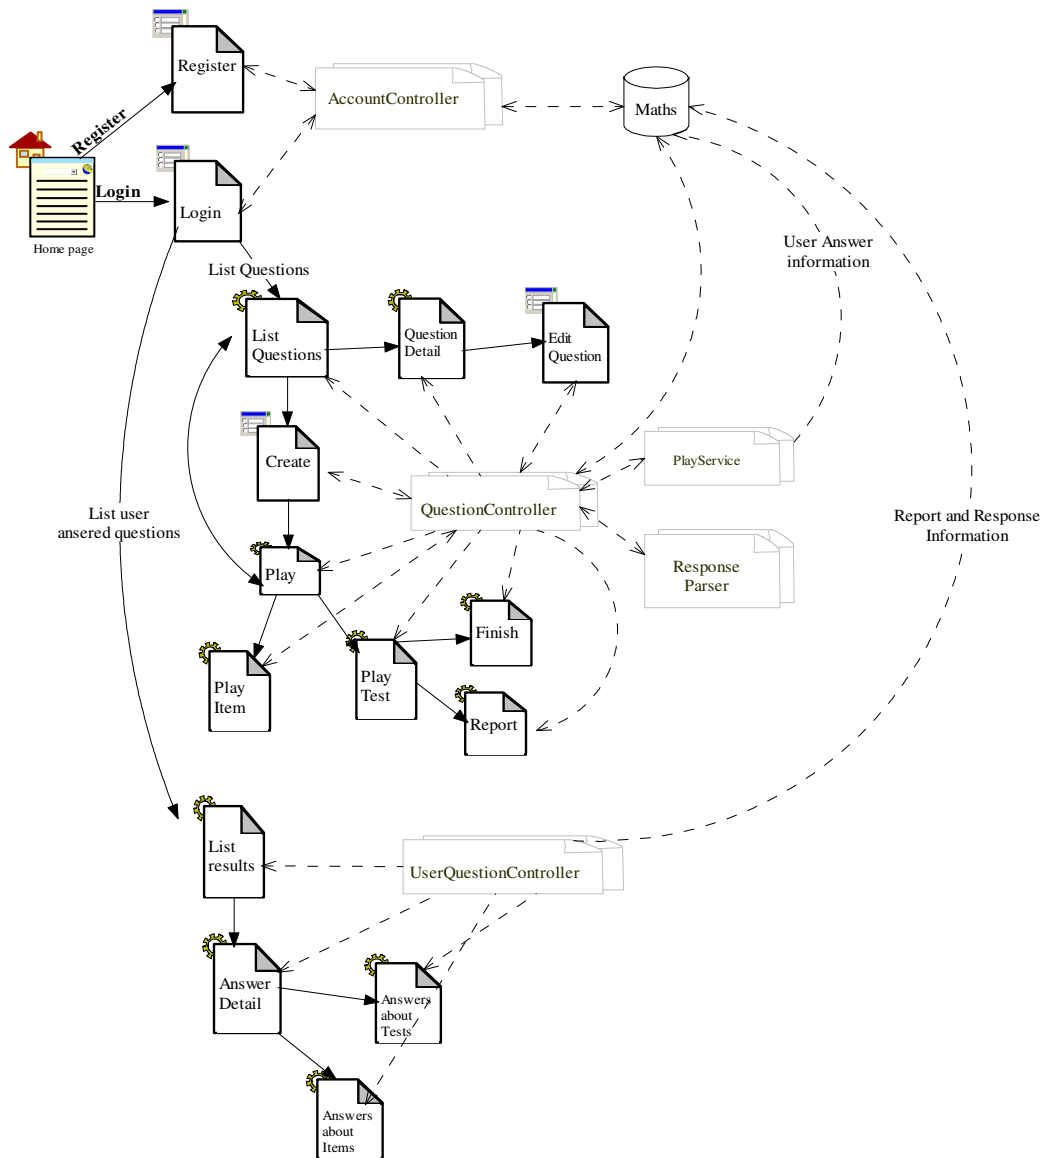 Register
AccountController
Maths
Register
Login
Login
Home page
User Answer
information
List Questions
List
Questions
Question
Detail
Edit
Question
Create
PlayService
QuestionController
List user
ansered questions
Report and Response
Information
Response
Parser
Play
Finish
Play
Item
Play
Test
Report
List
results
UserQuestionController
Answer
Detail
Answers
about
Tests
Answers
about
Items